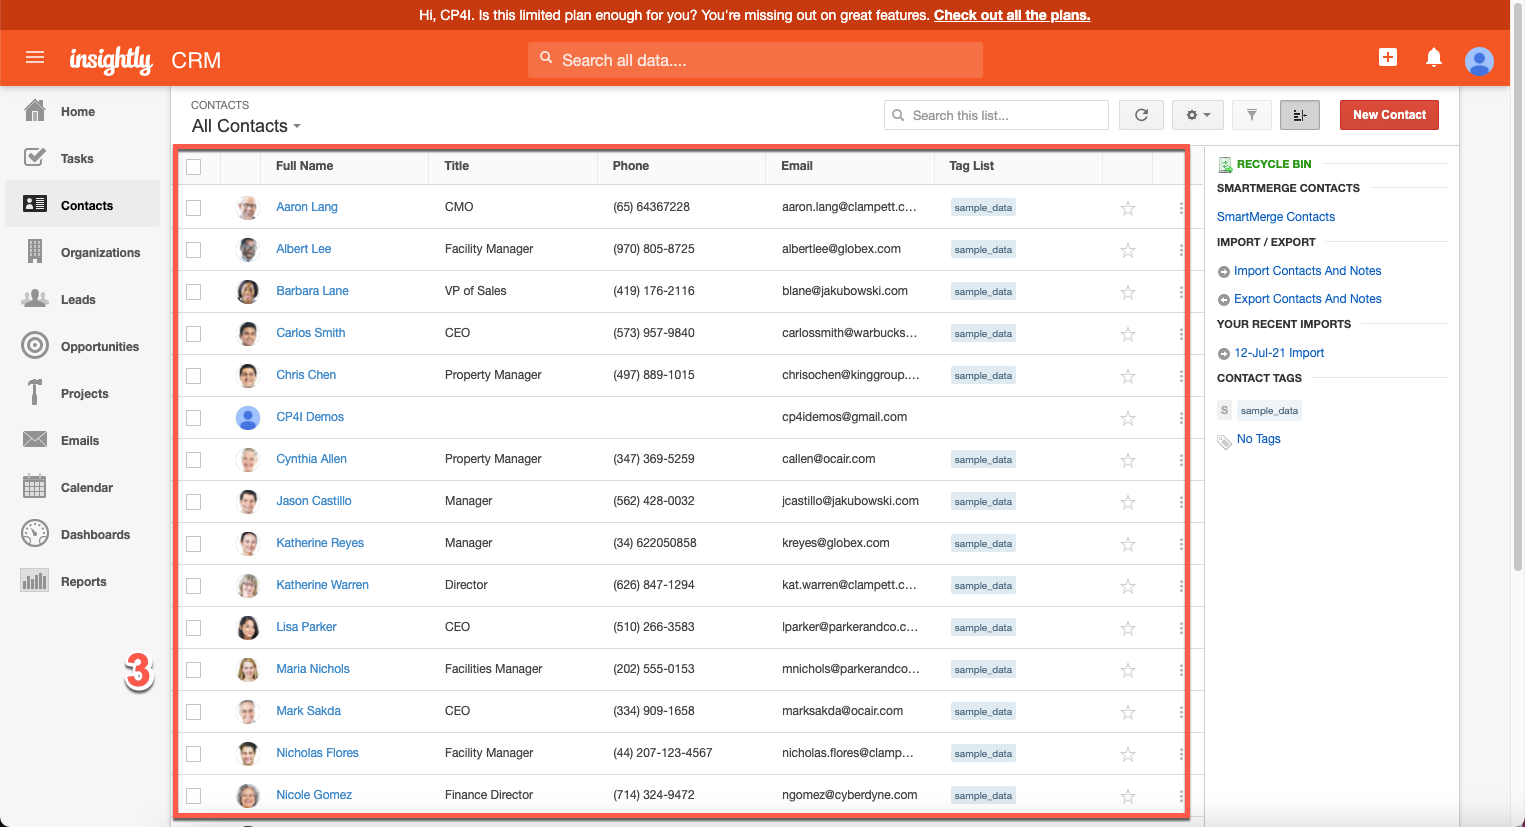 Hi, CP4I. Is this limited plan enough for you? You're missing out on great features. Check out all the plans.
insightly CRM
Search all data....
Home
Tasks
Contacts
Organizations
Leads
Opportunities
Projects
Emails
Calendar
Dashboards
Reports
3
CONTACTS
All Contacts
Search this list...
New Contact
Full Name Title Phone Email Tag List
Aaron Lang CMO (65) 64367228 aaron.lang@clampett.c... sample_data
Albert Lee Facility Manager (970) 805-8725 albertlee@globex.com sample_data
Barbara Lane VP of Sales (419) 176-2116 blane@jakubowski.com sample_data
Carlos Smith CEO (573) 957-9840 carlossmith@warbucks... sample_data
Chris Chen Property Manager (497) 889-1015 chrisochen@kinggroup.... sample_data
CP4I Demos cp4idemos@gmail.com
Cynthia Allen Property Manager (347) 369-5259 callen@ocair.com sample_data
Jason Castillo Manager (562) 428-0032 jcastillo@jakubowski.com sample_data
Katherine Reyes Manager (34) 622050858 kreyes@globex.com sample_data
Katherine Warren Director (626) 847-1294 kat.warren@clampett.c... sample_data
Lisa Parker CEO (510) 266-3583 lparker@parkerandco.c... sample_data
Maria Nichols Facilities Manager (202) 555-0153 mnichols@parkerandco... sample_data
Mark Sakda CEO (334) 909-1658 marksakda@ocair.com sample_data
Nicholas Flores Facility Manager (44) 207-123-4567 nicholas.flores@clamp... sample_data
Nicole Gomez Finance Director (714) 324-9472 ngomez@cyberdyne.com sample_data
RECYCLE BIN
SMARTMERGE CONTACTS
SmartMerge Contacts
IMPORT / EXPORT
Import Contacts And Notes
Export Contacts And Notes
YOUR RECENT IMPORTS
12-Jul-21 Import
CONTACT TAGS
S sample_data
No Tags